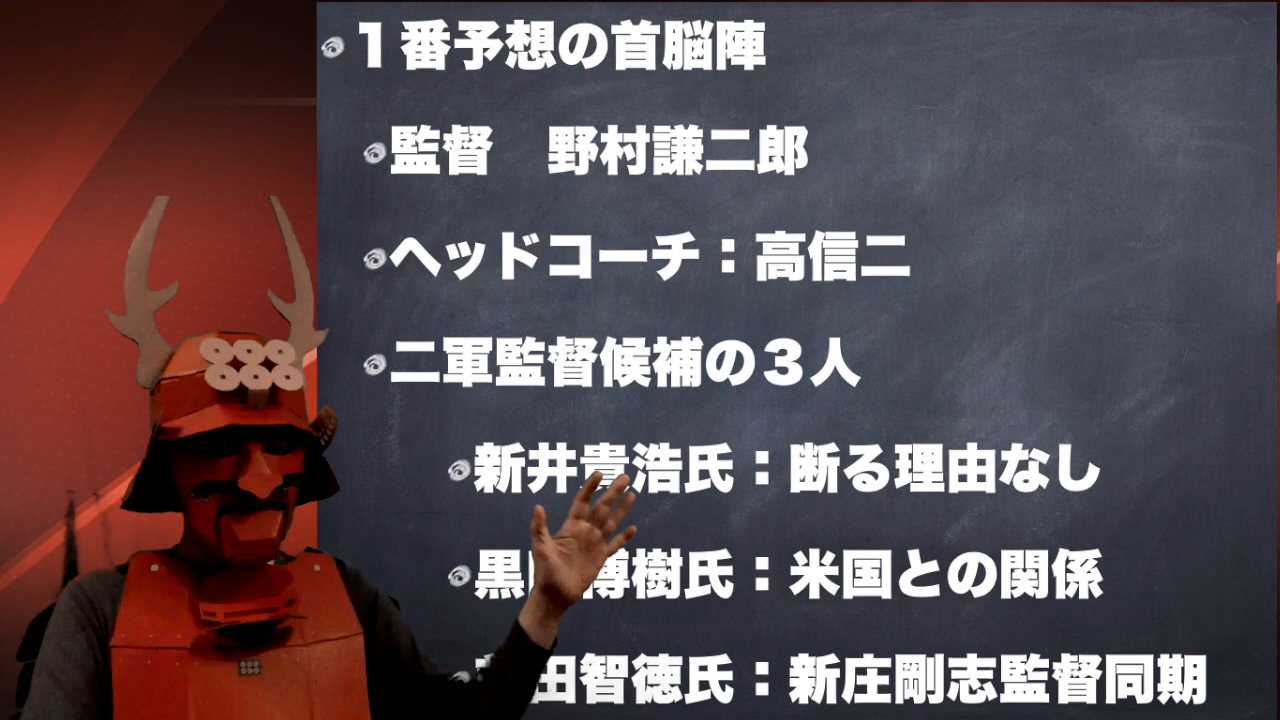 １番予想の首脳陣
監督　野村謙二郎
ヘッドコーチ：高信二
二軍監督候補の３人
新井貴浩氏：断る理由なし
黒田博樹氏：米国との関係
田智徳氏：新庄剛志監督同期